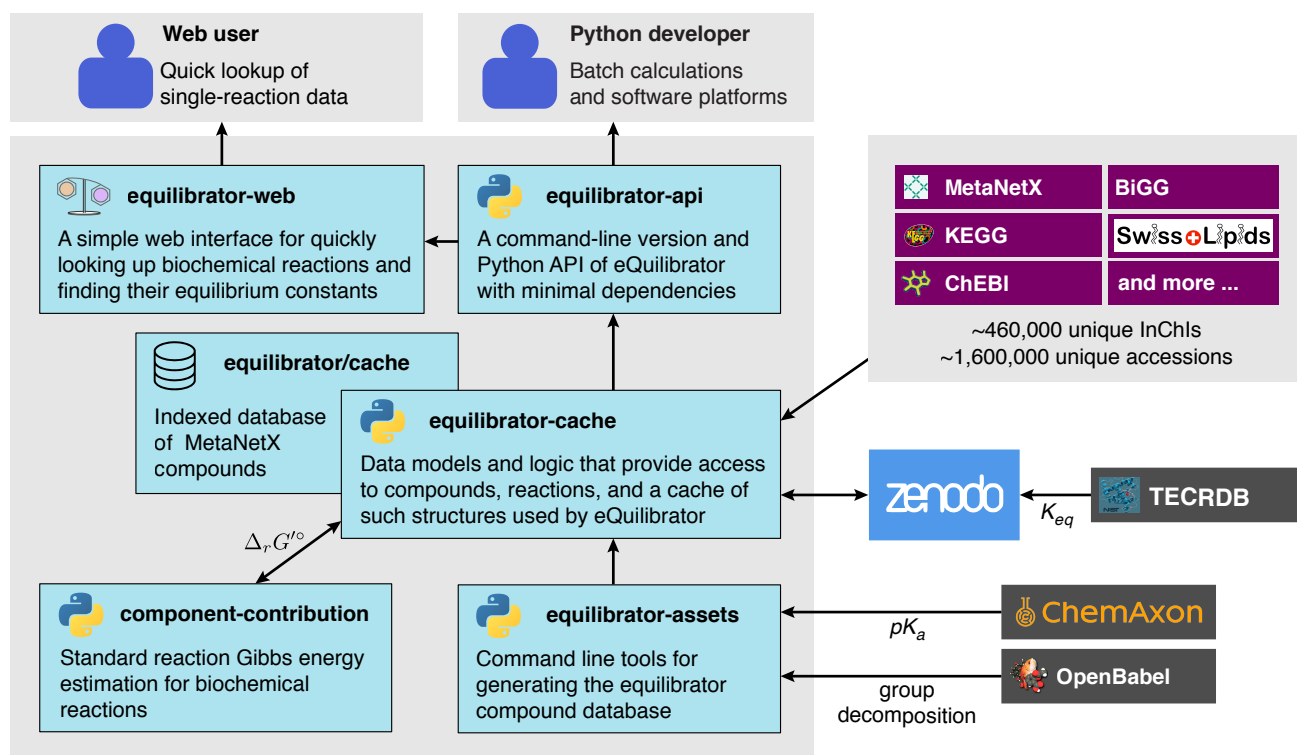 Web user
Quick lookup of
single-reaction data
Python developer
Batch calculations
and software platforms
equilibrator-web
A simple web interface for quickly
looking up biochemical reactions and
finding their equilibrium constants
equilibrator-api
A command-line version and
Python API of eQuilibrator
with minimal dependencies
MetaNetX
BiGG
KEGG
Swiss Lipids
ChEBI
and more ...
~460,000 unique InChIs
~1,600,000 unique accessions
equilibrator/cache
Indexed database
of MetaNetX
compounds
equilibrator-cache
Data models and logic that provide access
to compounds, reactions, and a cache of
such structures used by eQuilibrator
zenodo
K_eq
TECRDB
Δ_r G′°
component-contribution
Standard reaction Gibbs energy
estimation for biochemical
reactions
equilibrator-assets
Command line tools for
generating the equilibrator
compound database
pK_a
ChemAxon
group
decomposition
OpenBabel